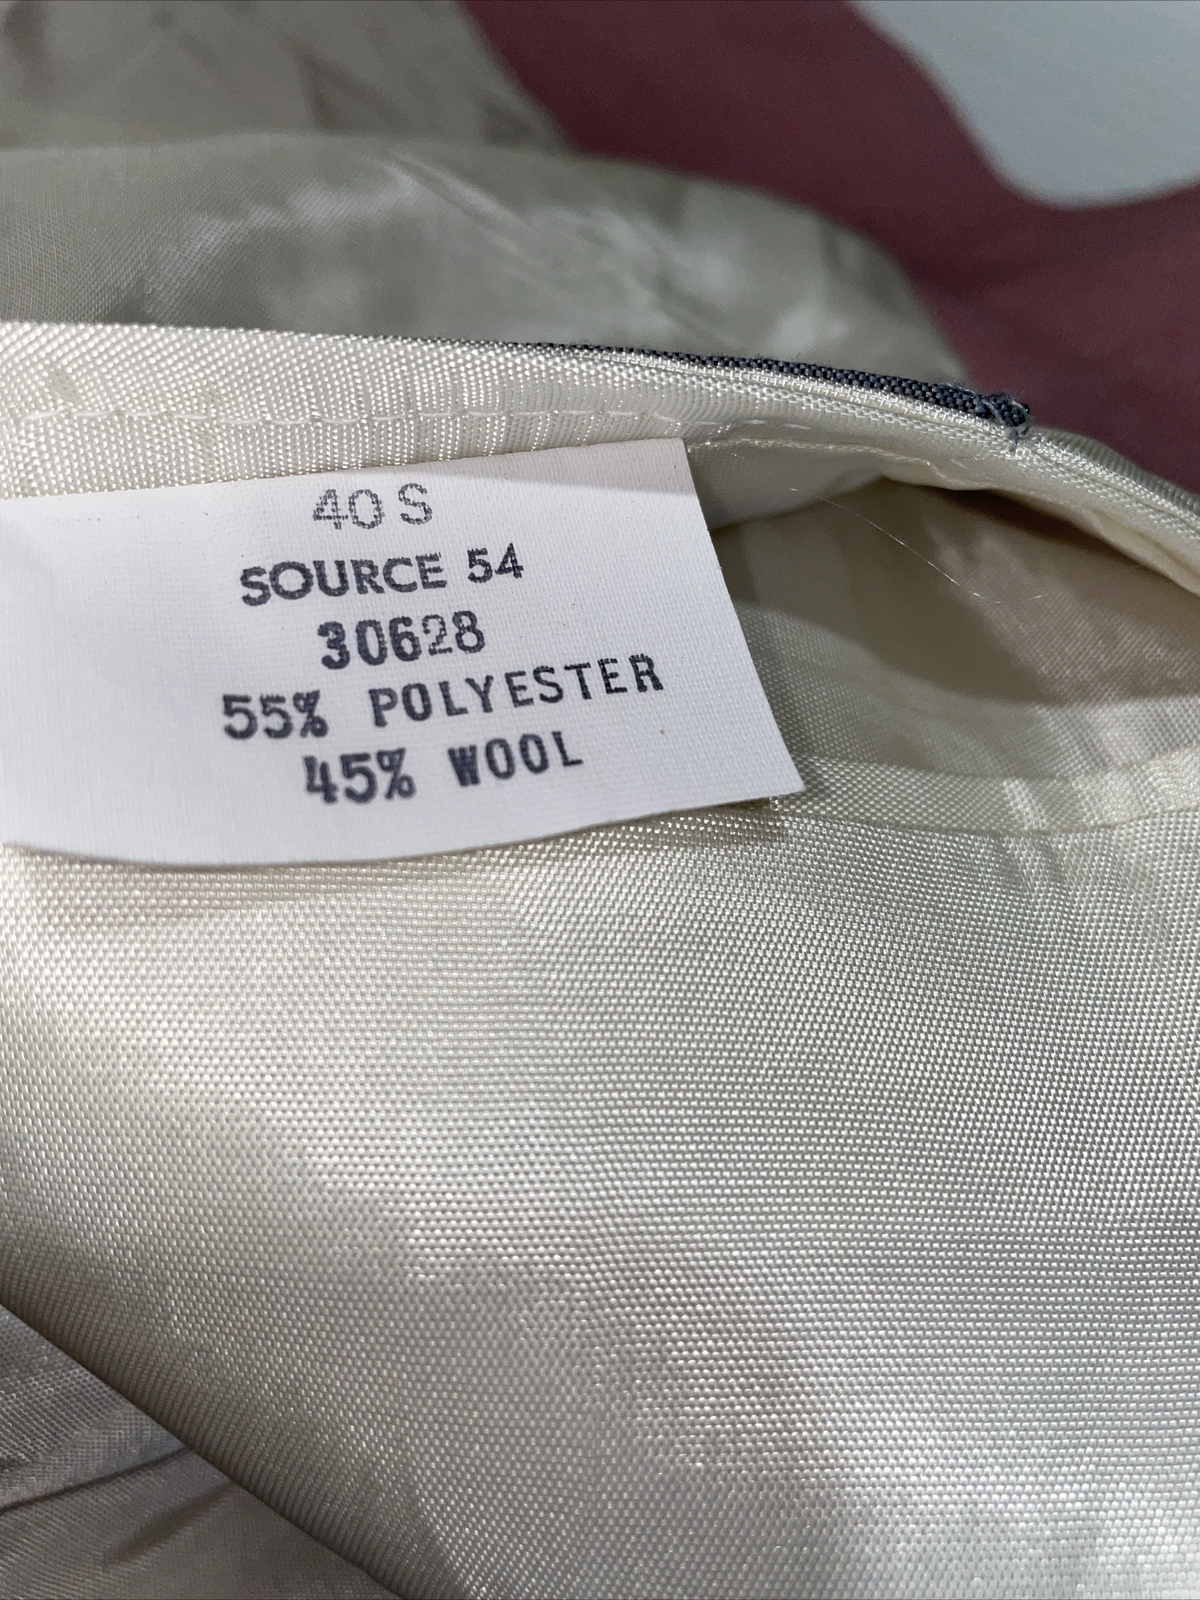 40 S
SOURCE 54
30628
55% POLYESTER
45% WOOL